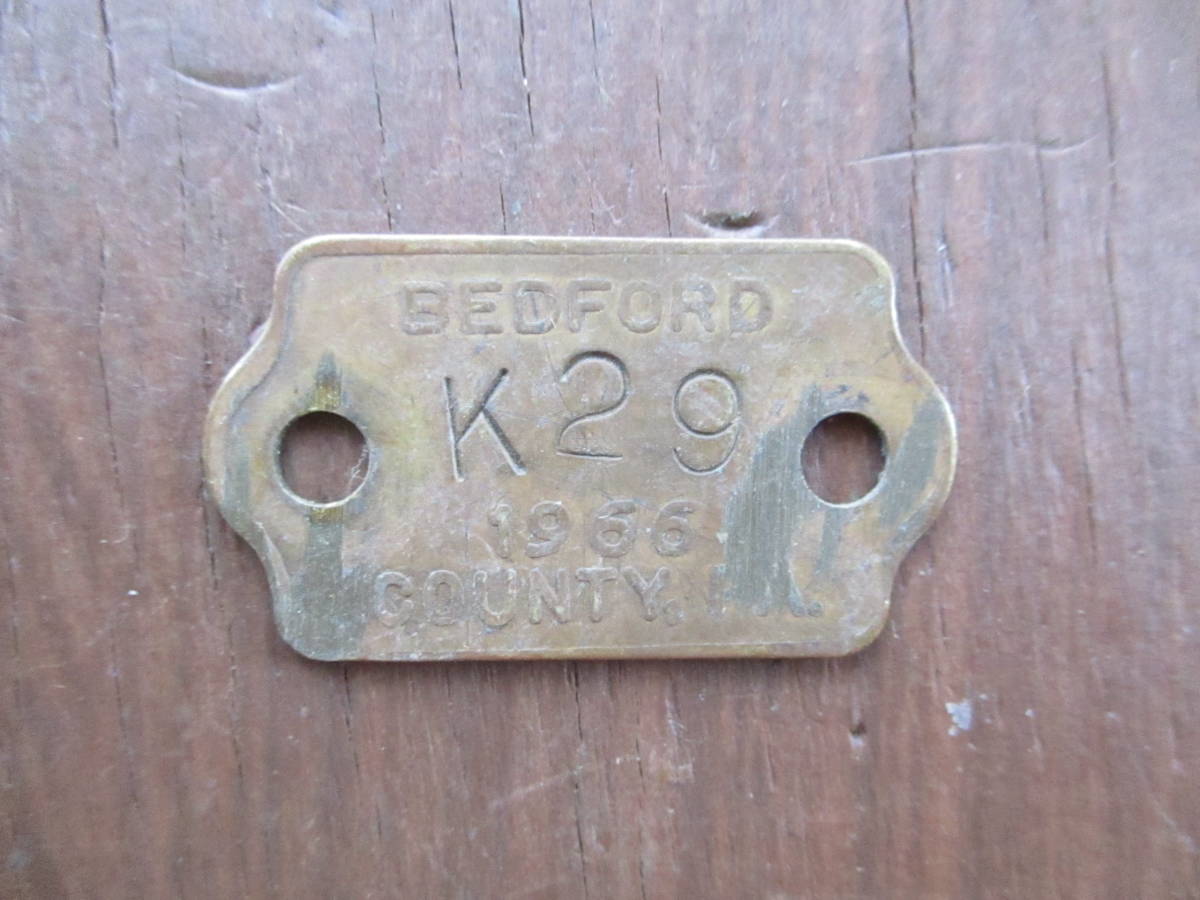 BEDFORD
K29
1966
COUNTY,